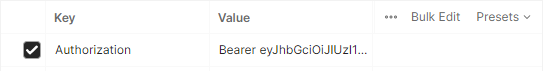 Key Value ••• Bulk Edit Presets
Authorization Bearer eyJhbGciOiJIUzI1...